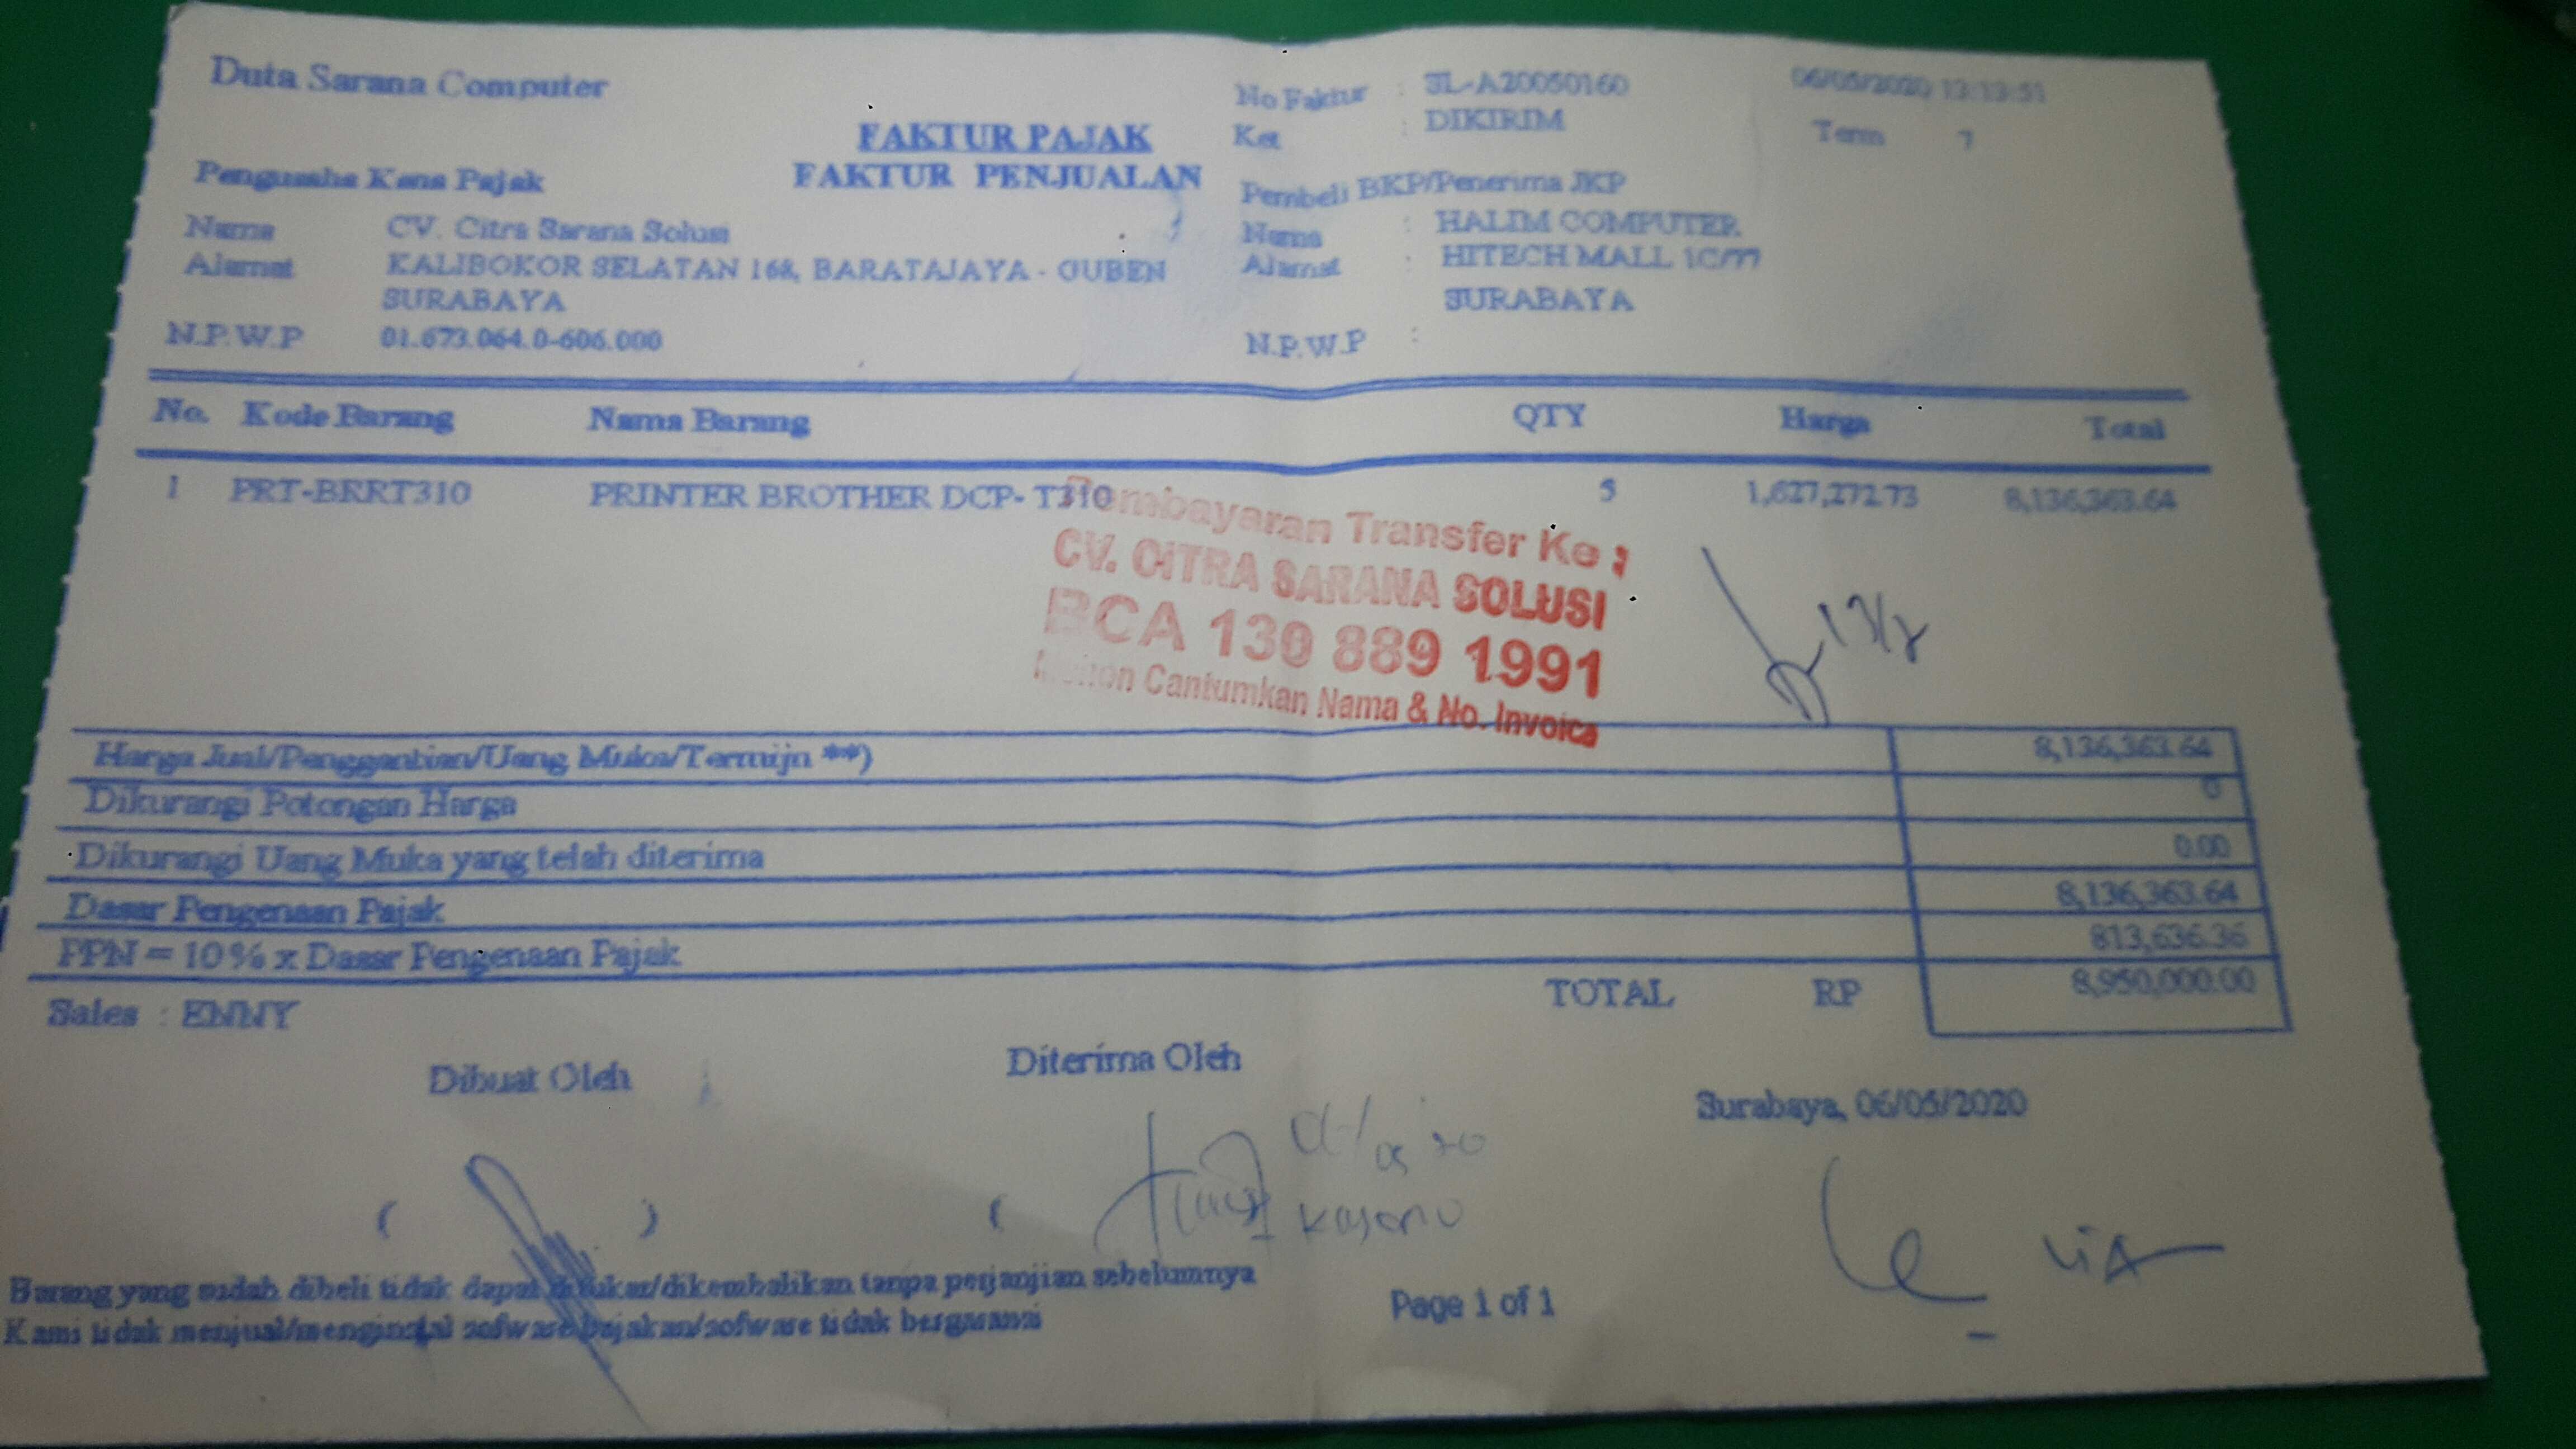 Duta Sarana Computer
No Faktur : SL-A20050160
06/05/2020 13:13:51
FAKTUR PAJAK
Ket : DIKIRIM
Term 7
Pengusaha Kena Pajak
FAKTUR PENJUALAN
Pembeli BKP/Penerima JKP
Nama CV. Citra Sarana Solusi
Nama : HALIM COMPUTER
Alamat KALIBOKOR SELATAN 168, BARATAJAYA - GUBEN
SURABAYA
Alamat : HITECH MALL 1C/77
SURABAYA
N.P.W.P 01.673.064.0-606.000
N.P.W.P :
No. Kode Barang Nama Barang QTY Harga Total
1 PRT-BRRT310 PRINTER BROTHER DCP- T310 5 1,627,272.73 8,136,363.64
Pembayaran Transfer Ke :
CV. CITRA SARANA SOLUSI
BCA 130 889 1991
Mohon Cantumkan Nama & No. Invoice
Harga Jual/Penggantian/Uang Muka/Termijn **) 8,136,363.64
Dikurangi Potongan Harga 0
Dikurangi Uang Muka yang telah diterima 0.00
Dasar Pengenaan Pajak 8,136,363.64
PPN = 10% x Dasar Pengenaan Pajak 813,636.36
Sales : ENNY
TOTAL RP 8,950,000.00
Dibuat Oleh
Diterima Oleh
Surabaya, 06/05/2020
( )
(
Barang yang sudah dibeli tidak dapat ditukar/dikembalikan tanpa perjanjian sebelumnya
Kami tidak menjual/menginstal sofware bajakan/sofware tidak bergaransi
Page 1 of 1